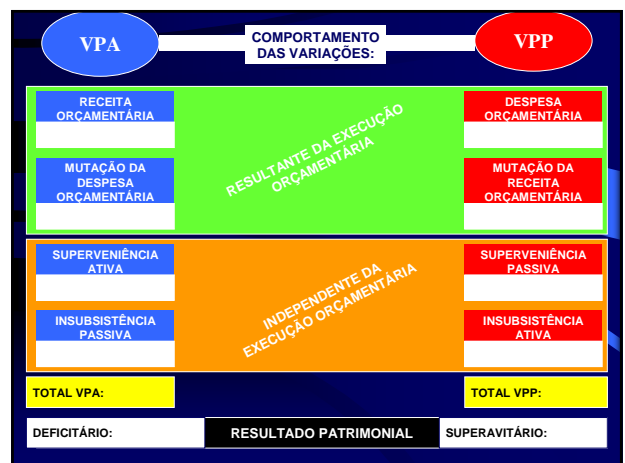 VPA
COMPORTAMENTO
DAS VARIAÇÕES:
VPP
RECEITA
ORÇAMENTÁRIA
DESPESA
ORÇAMENTÁRIA
RESULTANTE DA EXECUÇÃO
ORÇAMENTÁRIA
MUTAÇÃO DA
DESPESA
ORÇAMENTÁRIA
MUTAÇÃO DA
RECEITA
ORÇAMENTÁRIA
SUPERVENIÊNCIA
ATIVA
SUPERVENIÊNCIA
PASSIVA
INDEPENDENTE DA
EXECUÇÃO ORÇAMENTÁRIA
INSUBSISTÊNCIA
PASSIVA
INSUBSISTÊNCIA
ATIVA
TOTAL VPA:
TOTAL VPP:
DEFICITÁRIO:
RESULTADO PATRIMONIAL
SUPERAVITÁRIO: